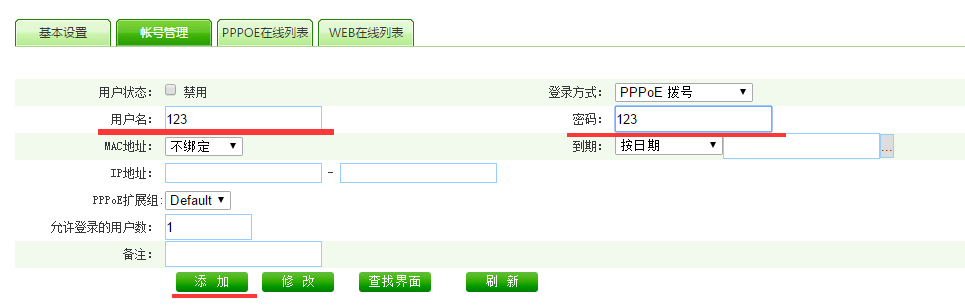 基本设置 帐号管理 PPPOE在线列表 WEB在线列表
用户状态: 禁用 登录方式: PPPoE 拨号
用户名: 123 密码: 123
MAC地址: 不绑定 到期: 按日期 ...
IP地址: -
PPPoE扩展组: Default
允许登录的用户数: 1
备注:
添 加 修 改 查找界面 刷 新